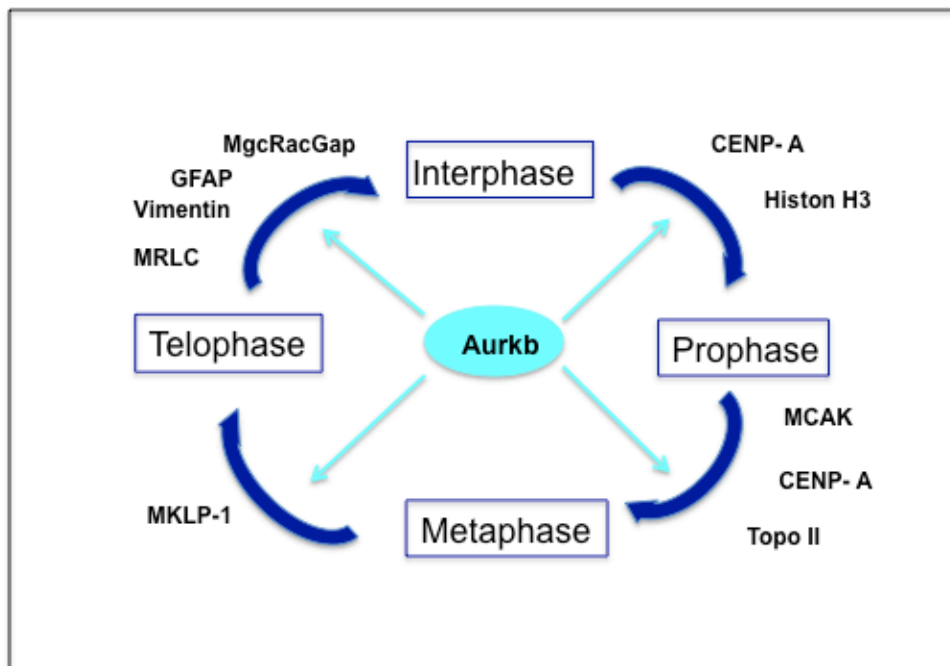 MgcRacGap
GFAP
Vimentin
MRLC
Interphase
CENP- A
Histon H3
Telophase
Aurkb
Prophase
MCAK
CENP- A
Topo II
MKLP-1
Metaphase